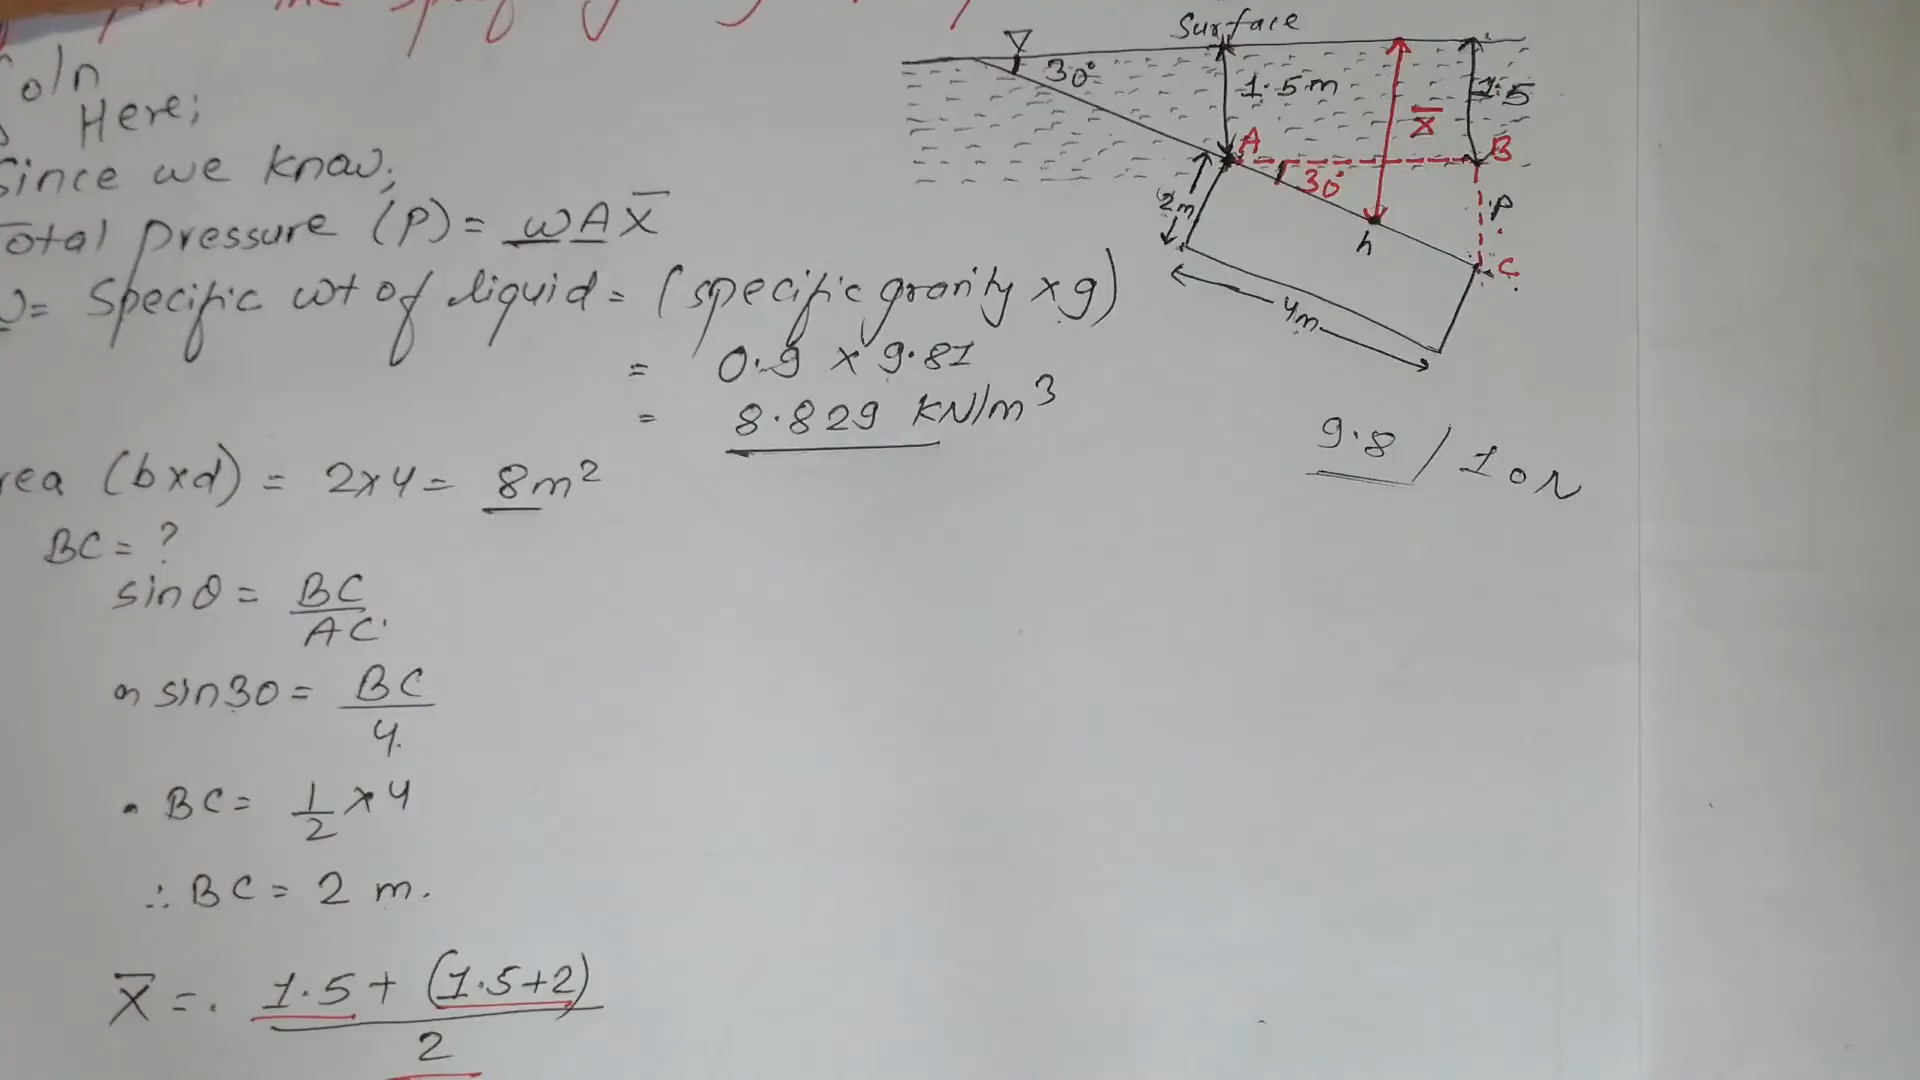 Soln
Here;
Since we know;
Total pressure (P) = wAx̄
w = Specific wt of liquid = (specific gravity x g)
= 0.9 x 9.81
= 8.829 KN/m³
Area (bxd) = 2x4 = 8m²
BC = ?
sinθ = BC/AC
sin30 = BC/4
BC = 1/2 x 4
∴ BC = 2 m.
x̄ = 1.5 + (1.5+2)/2
Surface
30°
1.5m
x̄
1.5
A
B
30°
2m
P
h
C
4m
9.8 / 10N